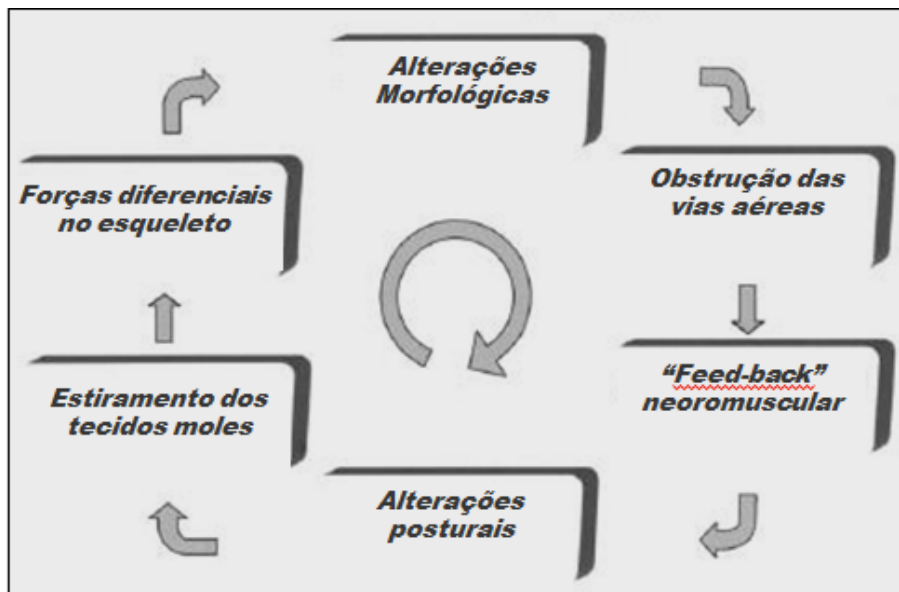 Alterações
Morfológicas
Obstrução das
vias aéreas
“Feed-back”
neoromuscular
Alterações
posturais
Estiramento dos
tecidos moles
Forças diferenciais
no esqueleto